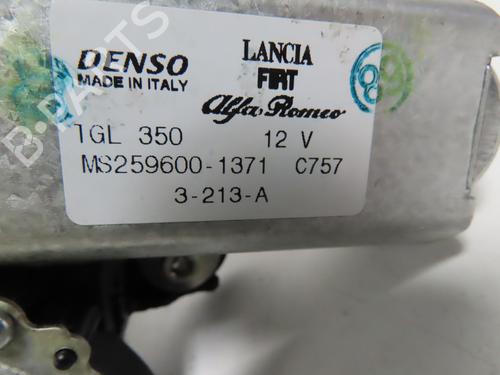 DENSO
MADE IN ITALY
LANCIA
FIAT
Alfa Romeo
TGL 350 12 V
MS259600-1371 C757
3-213-A
B-PARTS